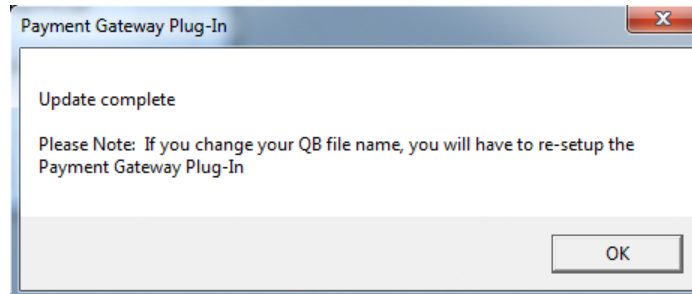 Payment Gateway Plug-In
Update complete
Please Note:  If you change your QB file name, you will have to re-setup the
Payment Gateway Plug-In
OK